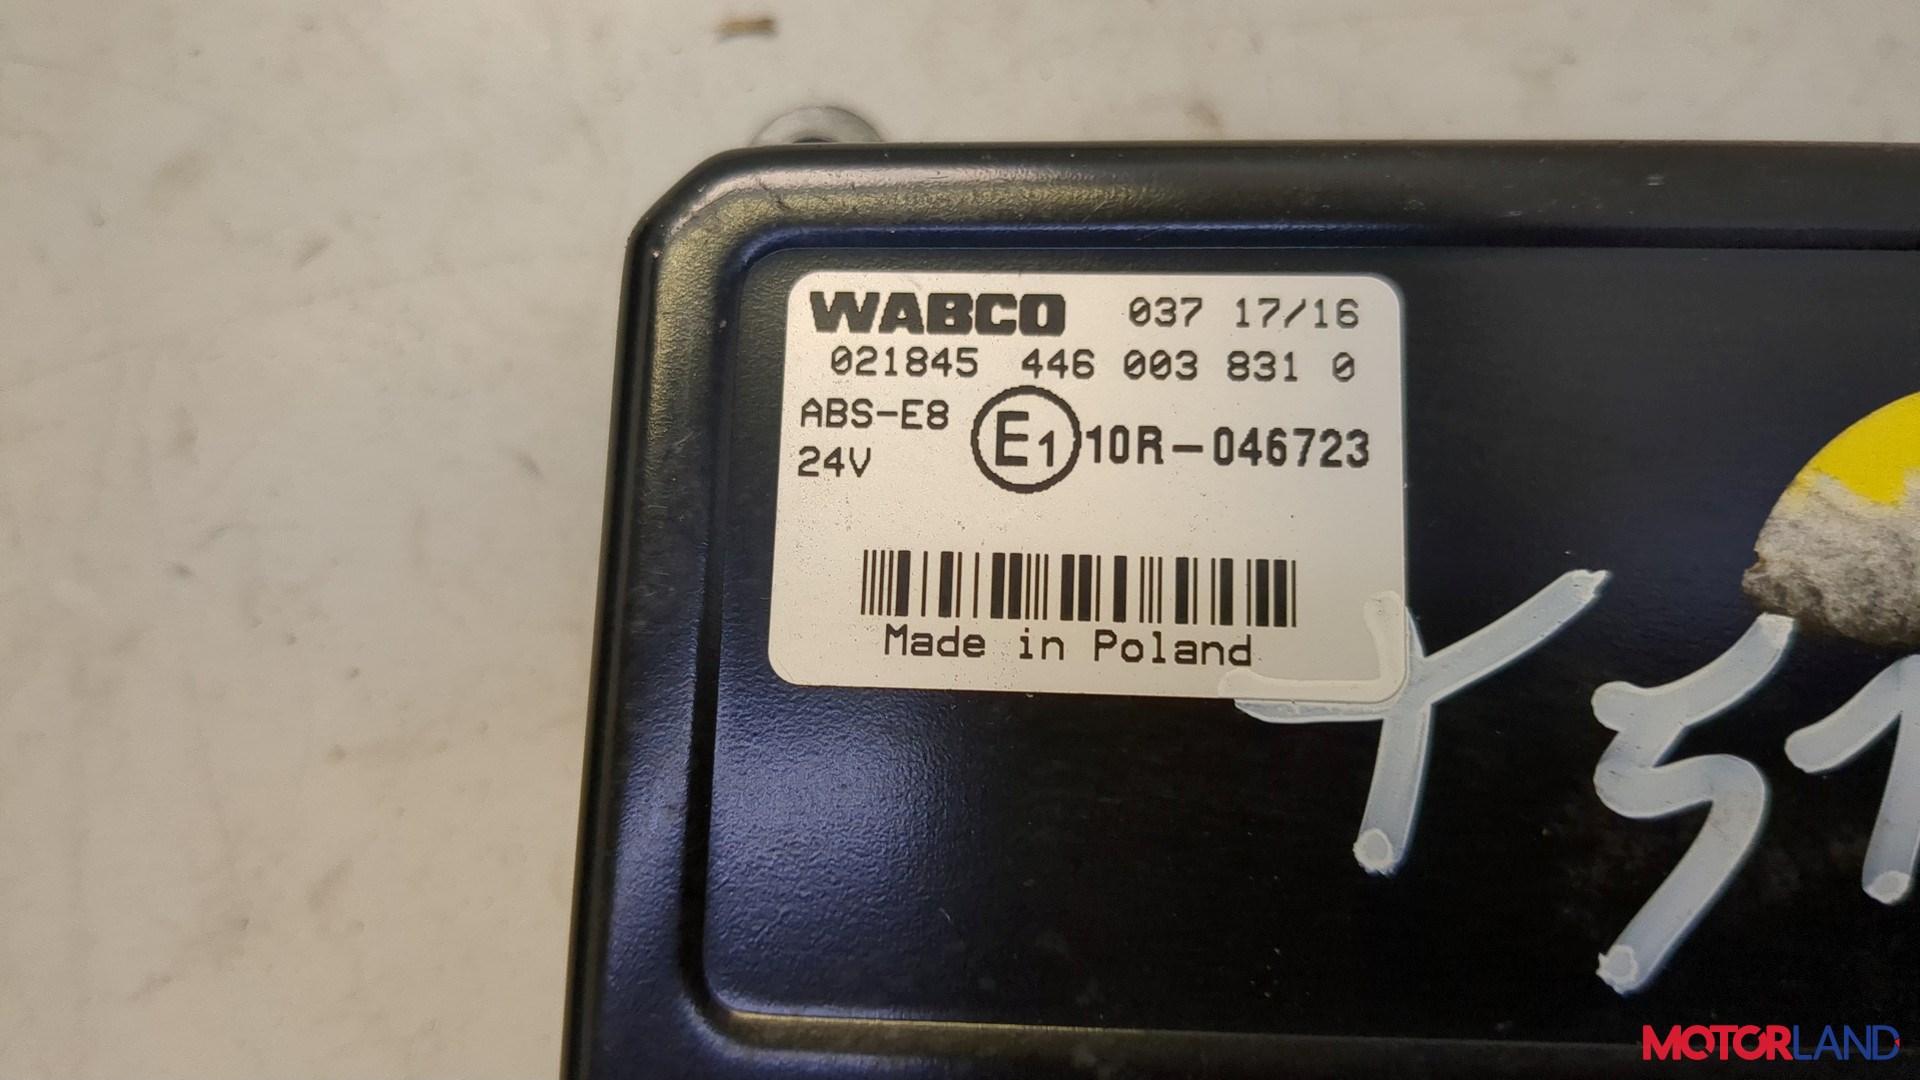 WABCO 037 17/16
021845 446 003 831 0
ABS-E8
24V
E1 10R-046723
Made in Poland
MOTORLAND